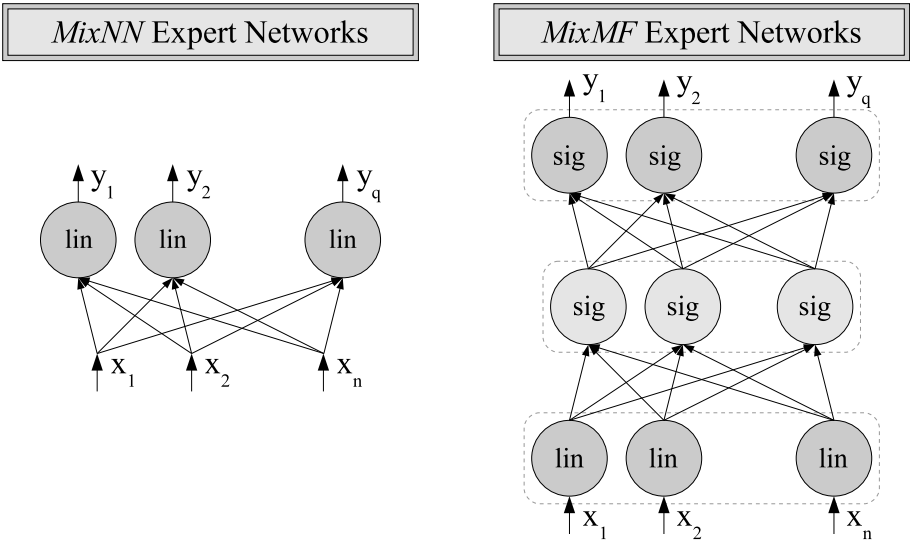 MixNN Expert Networks
y1 y2 yq
lin lin lin
x1 x2 xn
MixMF Expert Networks
y1 y2 yq
sig sig sig
sig sig sig
lin lin lin
x1 x2 xn